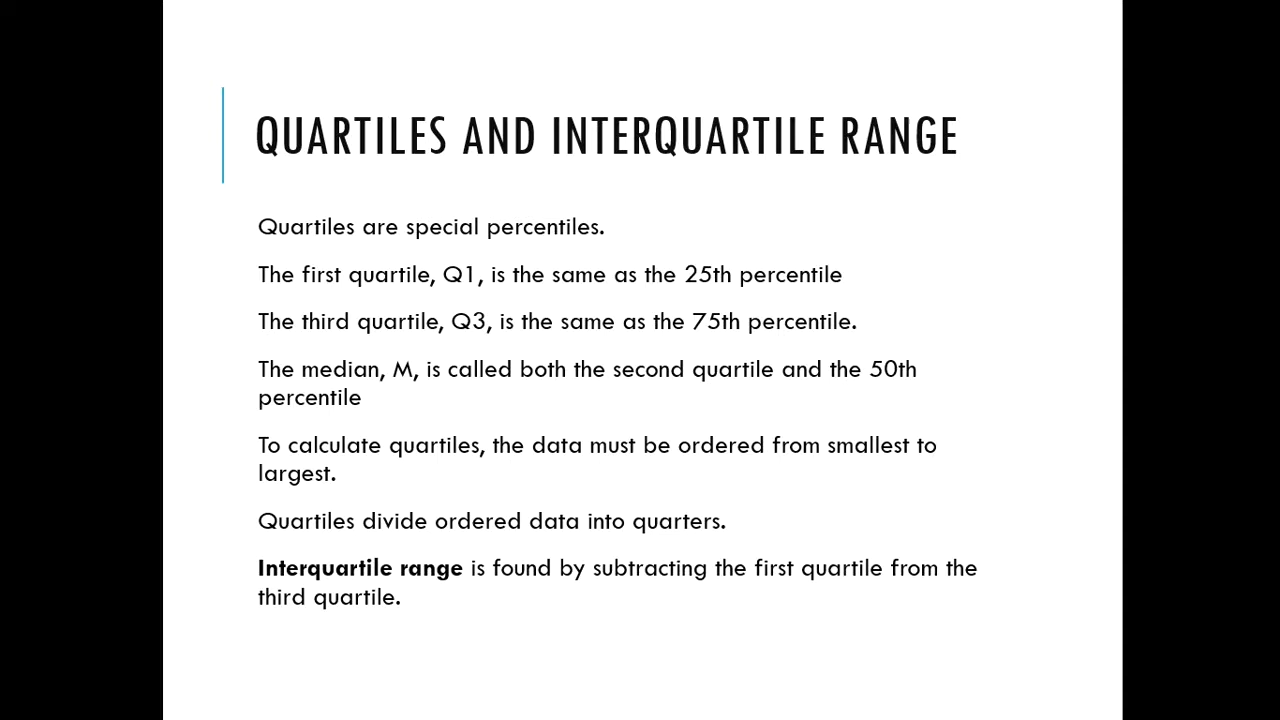 QUARTILES AND INTERQUARTILE RANGE
Quartiles are special percentiles.
The first quartile, Q1, is the same as the 25th percentile
The third quartile, Q3, is the same as the 75th percentile.
The median, M, is called both the second quartile and the 50th
percentile
To calculate quartiles, the data must be ordered from smallest to
largest.
Quartiles divide ordered data into quarters.
Interquartile range is found by subtracting the first quartile from the
third quartile.